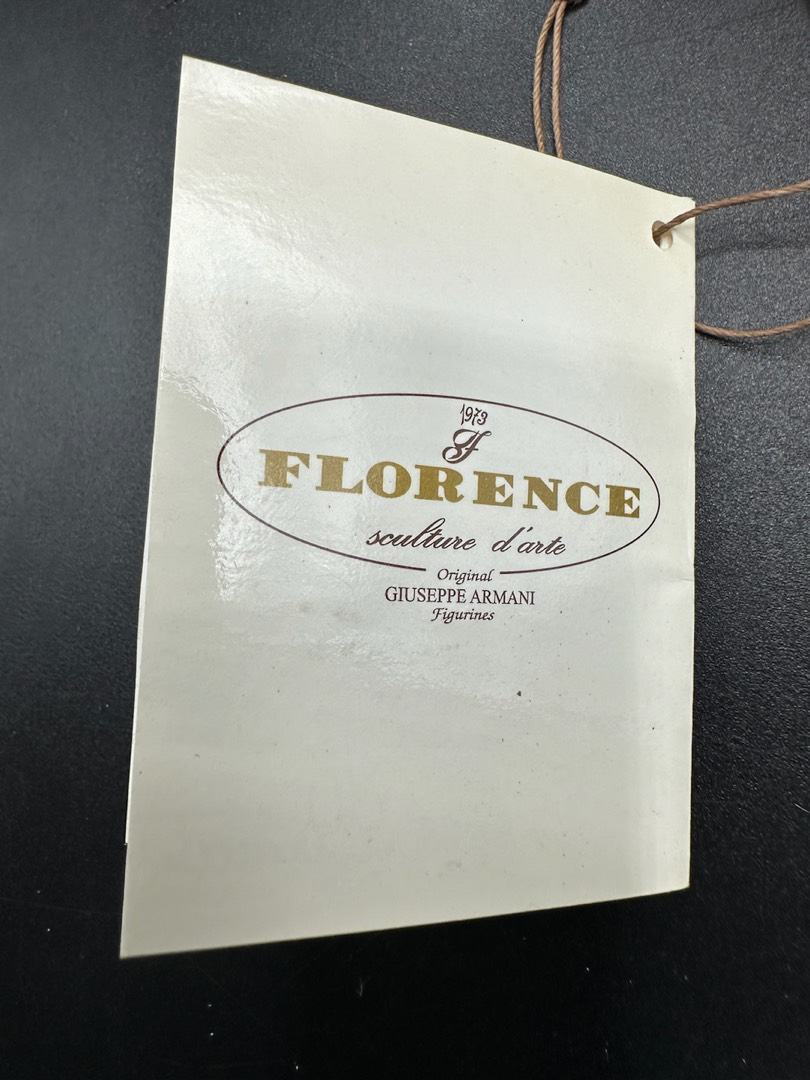 1973
F
FLORENCE
sculture d'arte
Original
GIUSEPPE ARMANI
Figurines